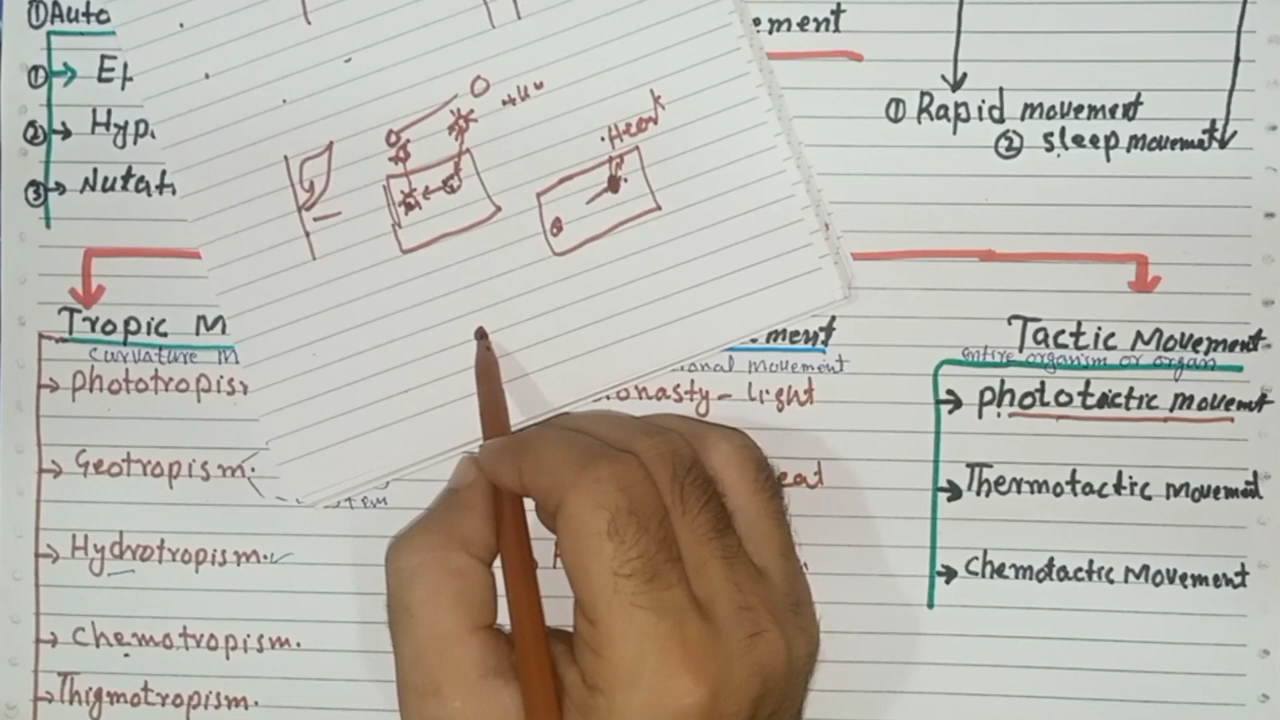 ①Auto
① → Ep
② → Hyp.
③ → Nutat
ement
① Rapid movement
② sleep movement
Heat
Tropic M
curvature M
→ phototropis
→ Geotropism.
→ Hydrotropism.
→ Chemotropism.
→ Thigmotropism.
ment
onal movement
onasty - light
eat
Tactic Movement
entire organism or organ
→ phototactic movement
→ Thermotactic movement
→ Chemotactic Movement